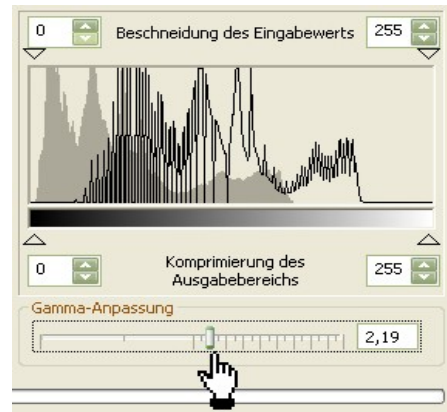 0 Beschneidung des Eingabewerts 255
0 Komprimierung des Ausgabebereichs 255
Gamma-Anpassung
2,19